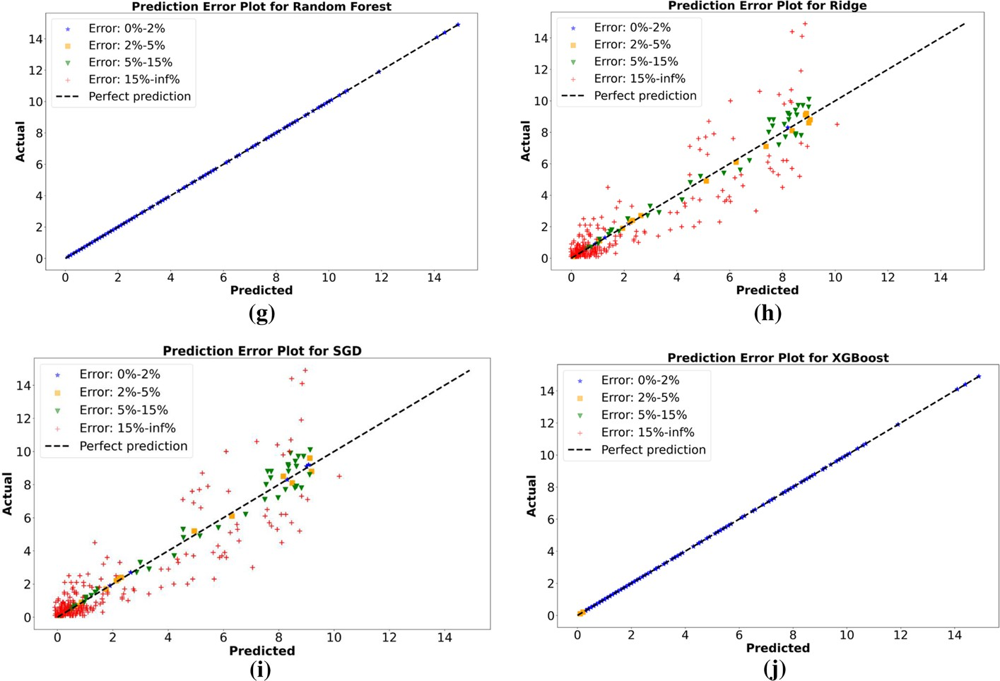 Prediction Error Plot for Random Forest
Error: 0%-2%
Error: 2%-5%
Error: 5%-15%
Error: 15%-inf%
Perfect prediction
Actual
14
12
10
8
6
4
2
0
0 2 4 6 8 10 12 14
Predicted
(g)
Prediction Error Plot for Ridge
Error: 0%-2%
Error: 2%-5%
Error: 5%-15%
Error: 15%-inf%
Perfect prediction
Actual
14
12
10
8
6
4
2
0
0 2 4 6 8 10 12 14
Predicted
(h)
Prediction Error Plot for SGD
Error: 0%-2%
Error: 2%-5%
Error: 5%-15%
Error: 15%-inf%
Perfect prediction
Actual
14
12
10
8
6
4
2
0
0 2 4 6 8 10 12 14
Predicted
(i)
Prediction Error Plot for XGBoost
Error: 0%-2%
Error: 2%-5%
Error: 5%-15%
Error: 15%-inf%
Perfect prediction
Actual
14
12
10
8
6
4
2
0
0 2 4 6 8 10 12 14
Predicted
(j)